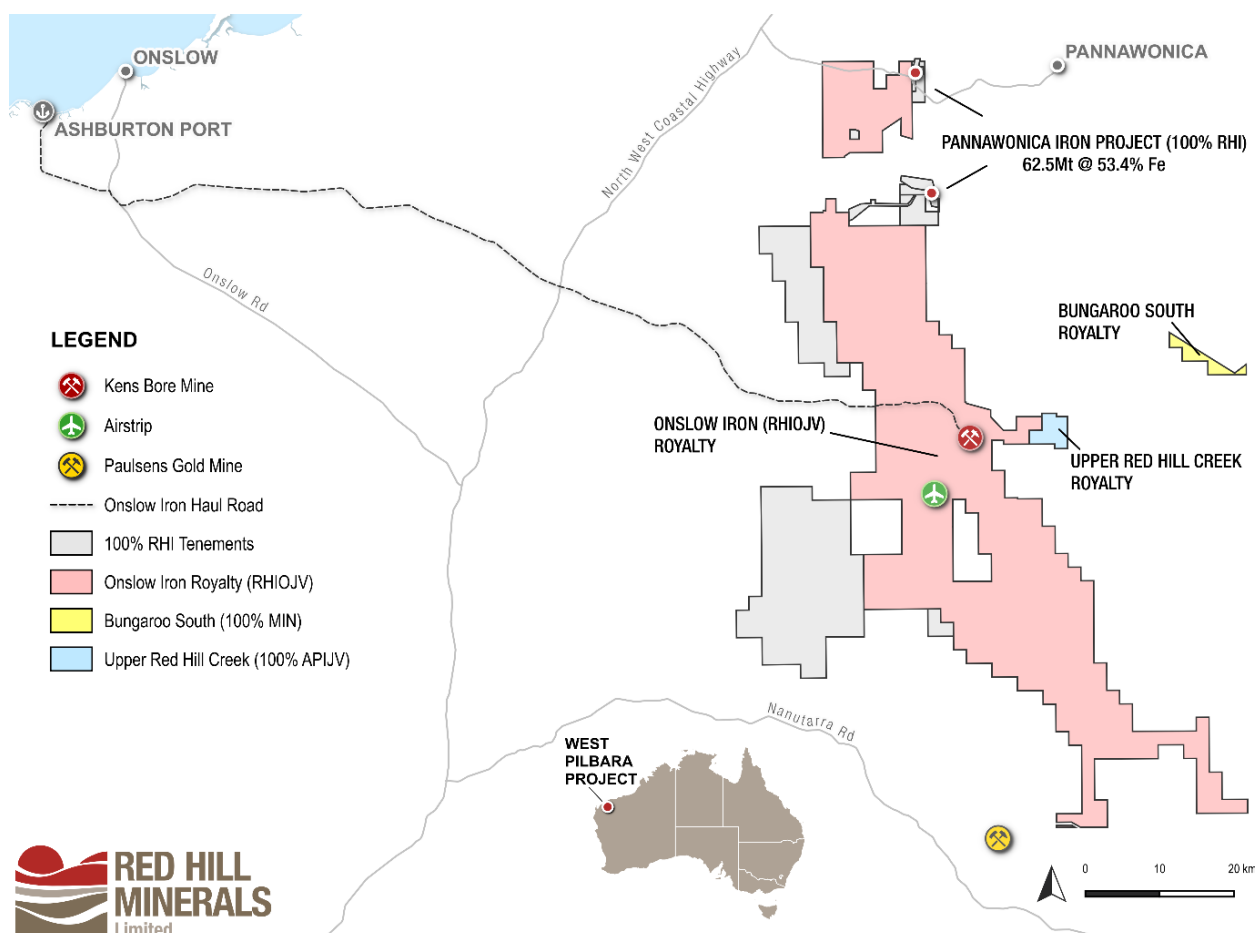 ONSLOW
PANNAWONICA
ASHBURTON PORT
North West Coastal Highway
PANNAWONICA IRON PROJECT (100% RHI)
62.5Mt @ 53.4% Fe
Onslow Rd
BUNGAROO SOUTH
ROYALTY
LEGEND
Kens Bore Mine
Airstrip
Paulsens Gold Mine
Onslow Iron Haul Road
100% RHI Tenements
Onslow Iron Royalty (RHIOJV)
Bungaroo South (100% MIN)
Upper Red Hill Creek (100% APIJV)
ONSLOW IRON (RHIOJV)
ROYALTY
UPPER RED HILL CREEK
ROYALTY
Nanutarra Rd
WEST
PILBARA
PROJECT
RED HILL
MINERALS
Limited
0 10 20 km